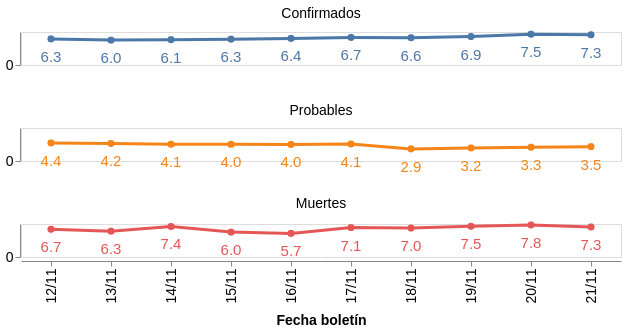 Confirmados
0
6.3 6.0 6.1 6.3 6.4 6.7 6.6 6.9 7.5 7.3
Probables
0
4.4 4.2 4.1 4.0 4.0 4.1 2.9 3.2 3.3 3.5
Muertes
6.7 6.3 7.4 6.0 5.7 7.1 7.0 7.5 7.8 7.3
0
12/11 13/11 14/11 15/11 16/11 17/11 18/11 19/11 20/11 21/11
Fecha boletín